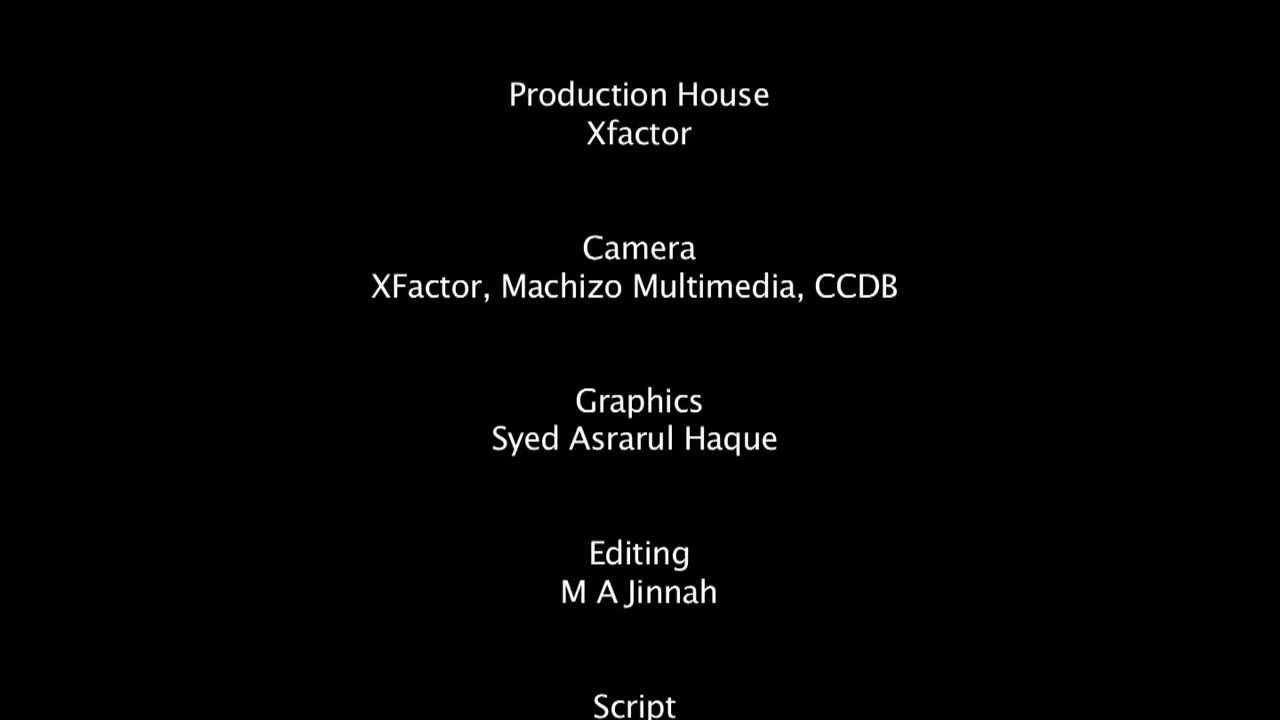 Production House
Xfactor
Camera
XFactor, Machizo Multimedia, CCDB
Graphics
Syed Asrarul Haque
Editing
M A Jinnah
Script